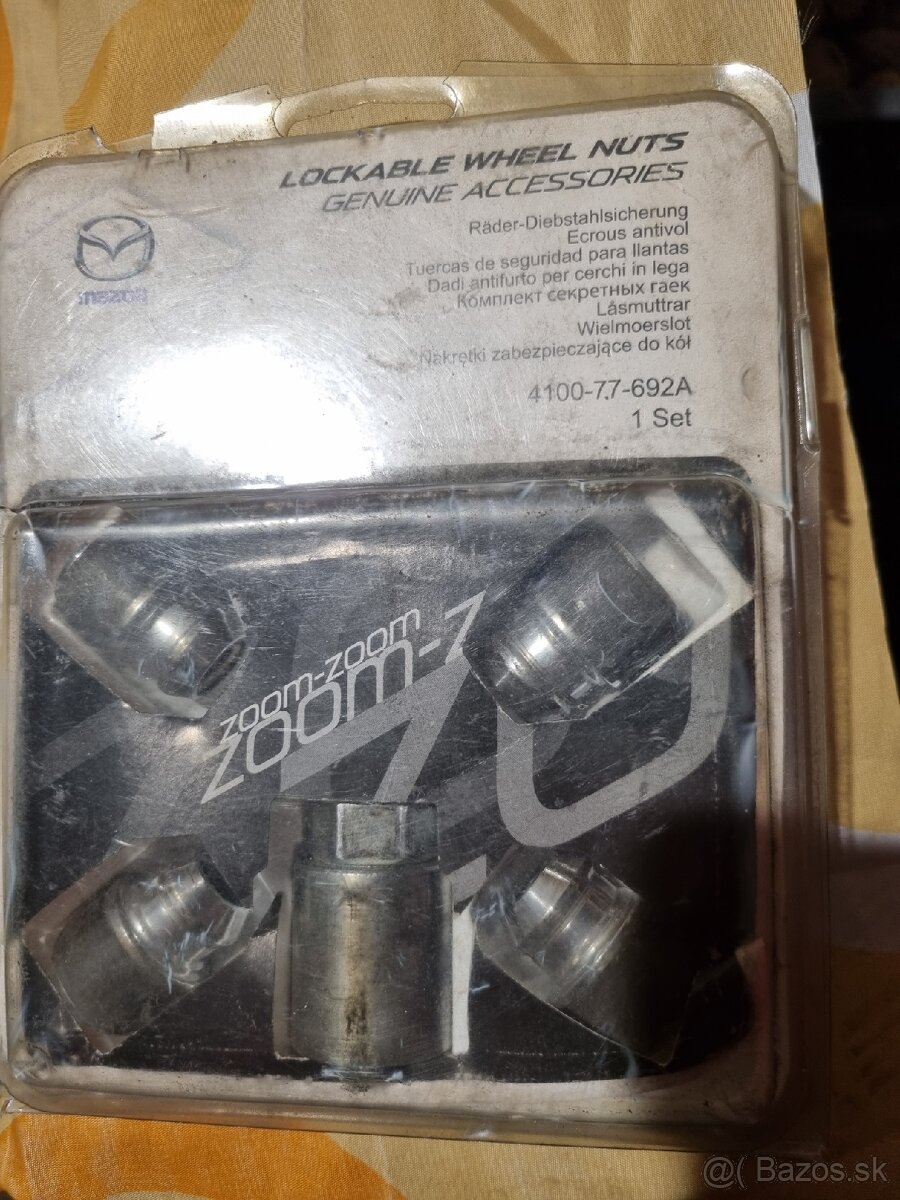 LOCKABLE WHEEL NUTS
GENUINE ACCESSORIES
Räder-Diebstahlsicherung
Ecrous antivol
Tuercas de seguridad para llantas
Dadi antifurto per cerchi in lega
Комплект секретных гаек
Låsmuttrar
Wielmoerslot
Nakrętki zabezpieczające do kół
mazda
4100-77-692A
1 Set
zoom-zoom
zoom-z
@( Bazos.sk